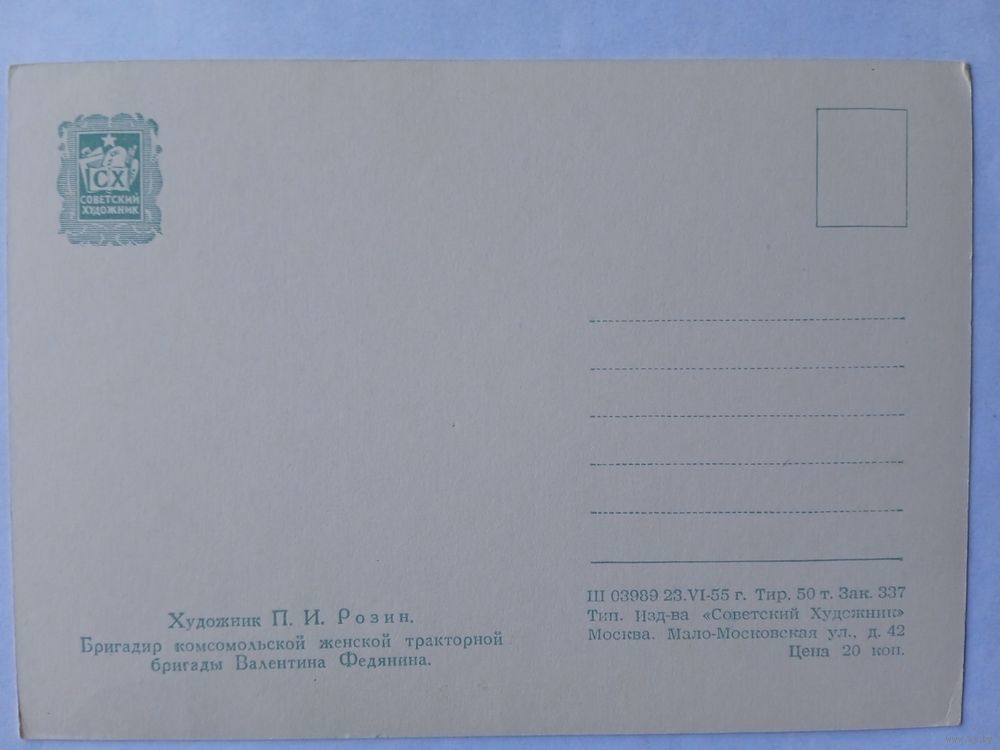 СХ
СОВЕТСКИЙ
ХУДОЖНИК
Художник П. И. Розин.
Бригадир комсомольской женской тракторной
бригады Валентина Федянина.
Ш 03989 23.VI-55 г. Тир. 50 т. Зак. 337
Тип. Изд-ва «Советский Художник»
Москва. Мало-Московская ул., д. 42
Цена 20 коп.